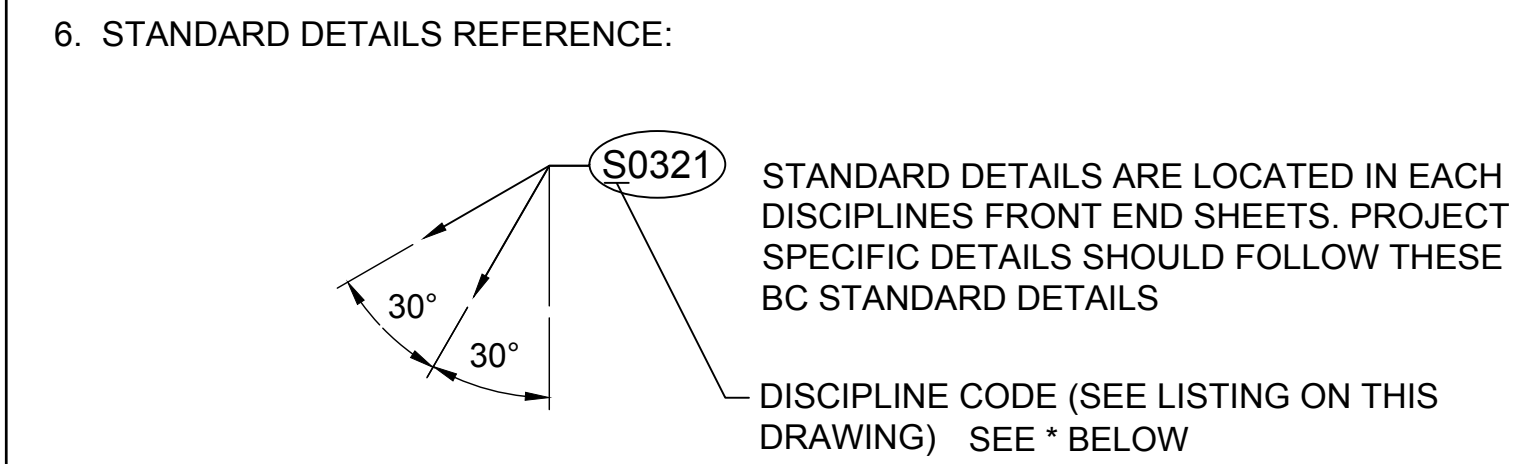 6. STANDARD DETAILS REFERENCE:
S0321
STANDARD DETAILS ARE LOCATED IN EACH
DISCIPLINES FRONT END SHEETS. PROJECT
SPECIFIC DETAILS SHOULD FOLLOW THESE
BC STANDARD DETAILS
30°
30°
DISCIPLINE CODE (SEE LISTING ON THIS
DRAWING) SEE * BELOW